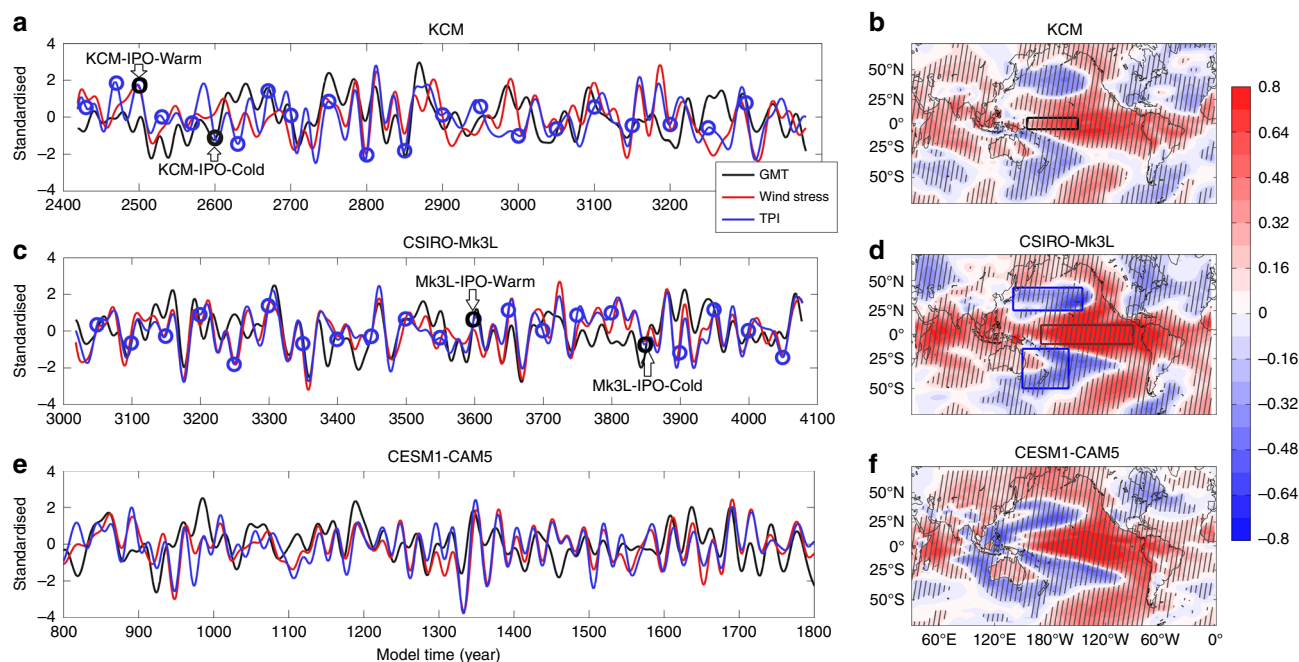 a
KCM
4
2
0
−2
−4
Standardised
KCM-IPO-Warm
KCM-IPO-Cold
2400 2500 2600 2700 2800 2900 3000 3100 3200
GMT
Wind stress
TPI
b
KCM
50°N
25°N
0°
25°S
50°S
c
CSIRO-Mk3L
4
2
0
−2
−4
Standardised
Mk3L-IPO-Warm
Mk3L-IPO-Cold
3000 3100 3200 3300 3400 3500 3600 3700 3800 3900 4000 4100
d
CSIRO-Mk3L
50°N
25°N
0°
25°S
50°S
e
CESM1-CAM5
4
2
0
−2
−4
Standardised
800 900 1000 1100 1200 1300 1400 1500 1600 1700 1800
Model time (year)
f
CESM1-CAM5
50°N
25°N
0°
25°S
50°S
60°E 120°E 180°W 120°W 60°W 0°
0.8
0.64
0.48
0.32
0.16
0
−0.16
−0.32
−0.48
−0.64
−0.8